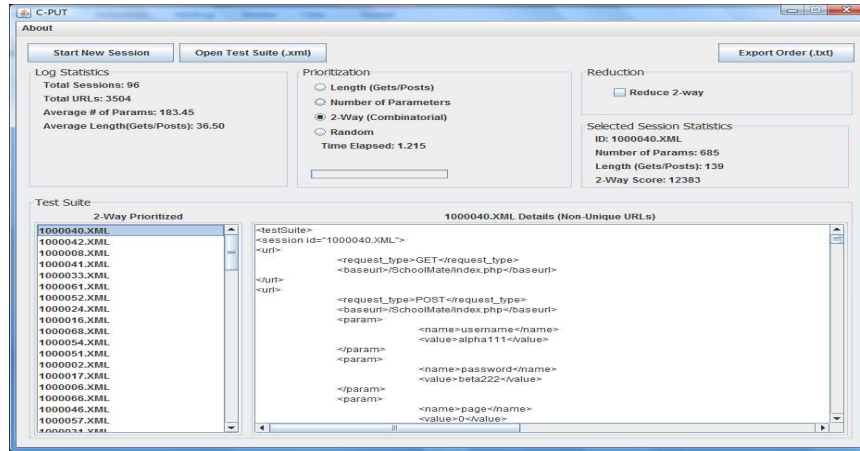 C-PUT
About
Start New Session
Open Test Suite (.xml)
Export Order (.txt)
Log Statistics
Total Sessions: 96
Total URLs: 3504
Average # of Params: 183.45
Average Length(Gets/Posts): 36.50
Prioritization
Length (Gets/Posts)
Number of Parameters
2-Way (Combinatorial)
Random
Time Elapsed: 1.215
Reduction
Reduce 2-way
Selected Session Statistics
ID: 1000040.XML
Number of Params: 685
Length (Gets/Posts): 139
2-Way Score: 12383
Test Suite
2-Way Prioritized
1000040.XML
1000042.XML
1000008.XML
1000041.XML
1000033.XML
1000061.XML
1000052.XML
1000024.XML
1000016.XML
1000068.XML
1000054.XML
1000051.XML
1000002.XML
1000017.XML
1000006.XML
1000066.XML
1000046.XML
1000057.XML
1000040.XML Details (Non-Unique URLs)
<testSuite>
<session id="1000040.XML">
<url>
<request_type>GET</request_type>
<baseurl>/SchoolMate/index.php</baseurl>
</url>
<url>
<request_type>POST</request_type>
<baseurl>/SchoolMate/index.php</baseurl>
<param>
<name>username</name>
<value>alpha111</value>
</param>
<param>
<name>password</name>
<value>beta222</value>
</param>
<param>
<name>page</name>
<value>0</value>